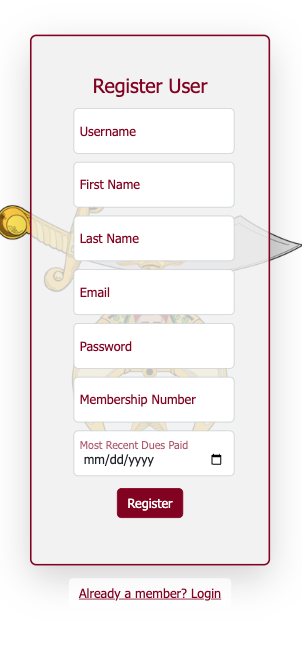 Register User
Username
First Name
Last Name
Email
Password
Membership Number
Most Recent Dues Paid
mm/dd/yyyy
Register
Already a member? Login